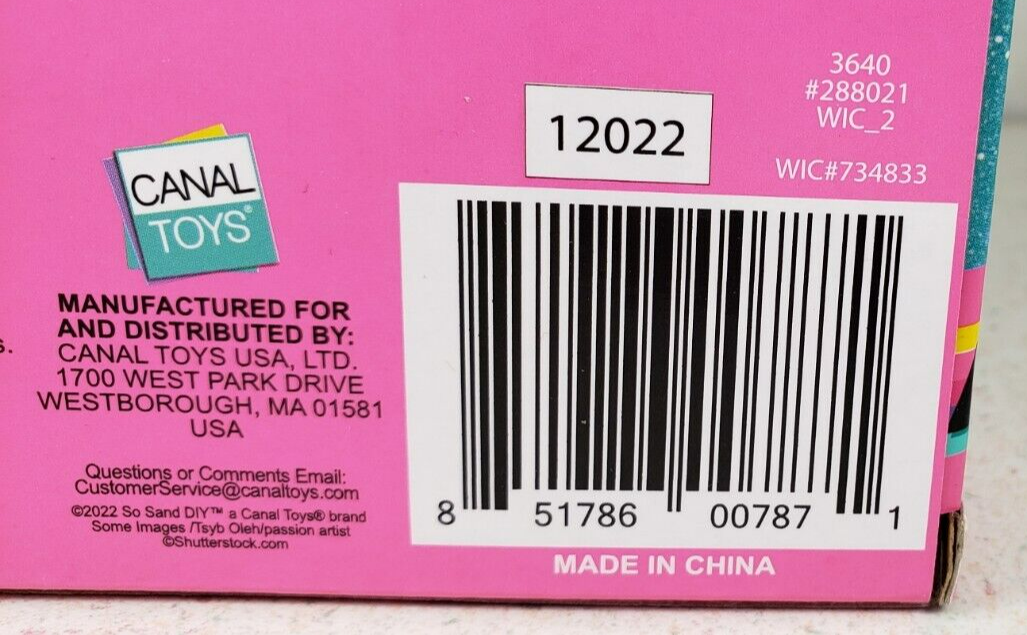 3640
#288021
WIC_2
WIC#734833
12022
CANAL
TOYS®
MANUFACTURED FOR
AND DISTRIBUTED BY:
CANAL TOYS USA, LTD.
1700 WEST PARK DRIVE
WESTBOROUGH, MA 01581
USA
Questions or Comments Email:
CustomerService@canaltoys.com
©2022 So Sand DIY™ a Canal Toys® brand
Some Images /Tsyb Oleh/passion artist
©Shutterstock.com
s.
8 51786 00787 1
MADE IN CHINA